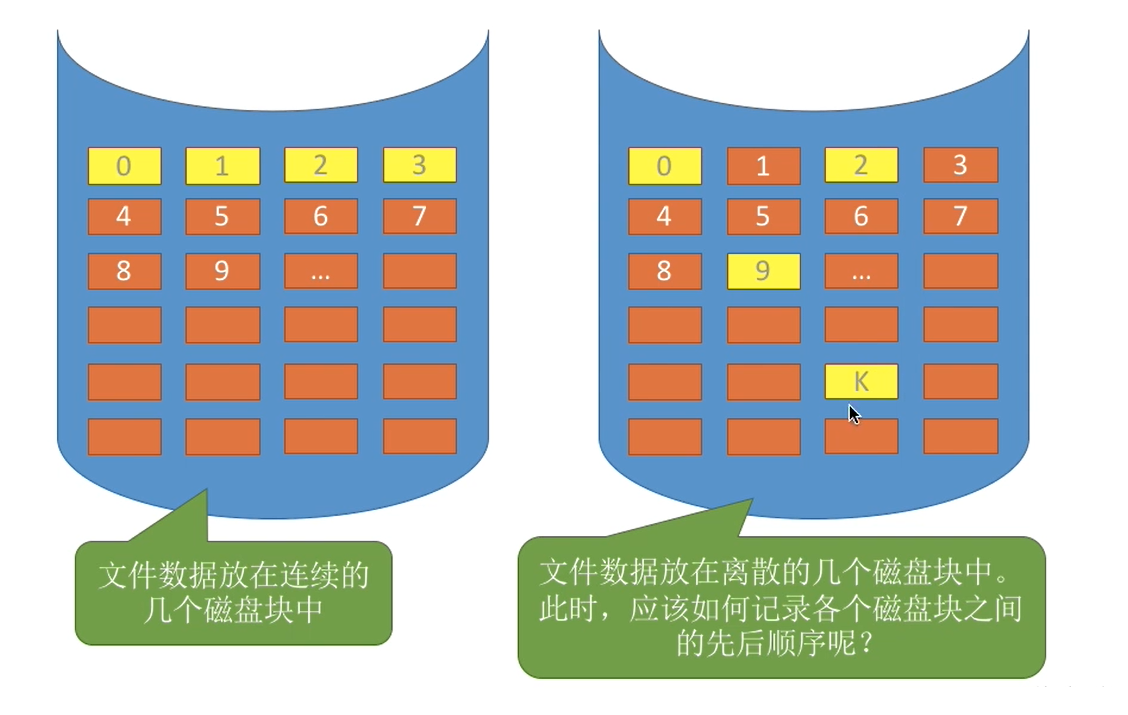 0 1 2 3
4 5 6 7
8 9 ...
0 1 2 3
4 5 6 7
8 9 ...
K
文件数据放在连续的
几个磁盘块中
文件数据放在离散的几个磁盘块中。
此时，应该如何记录各个磁盘块之间
的先后顺序呢？